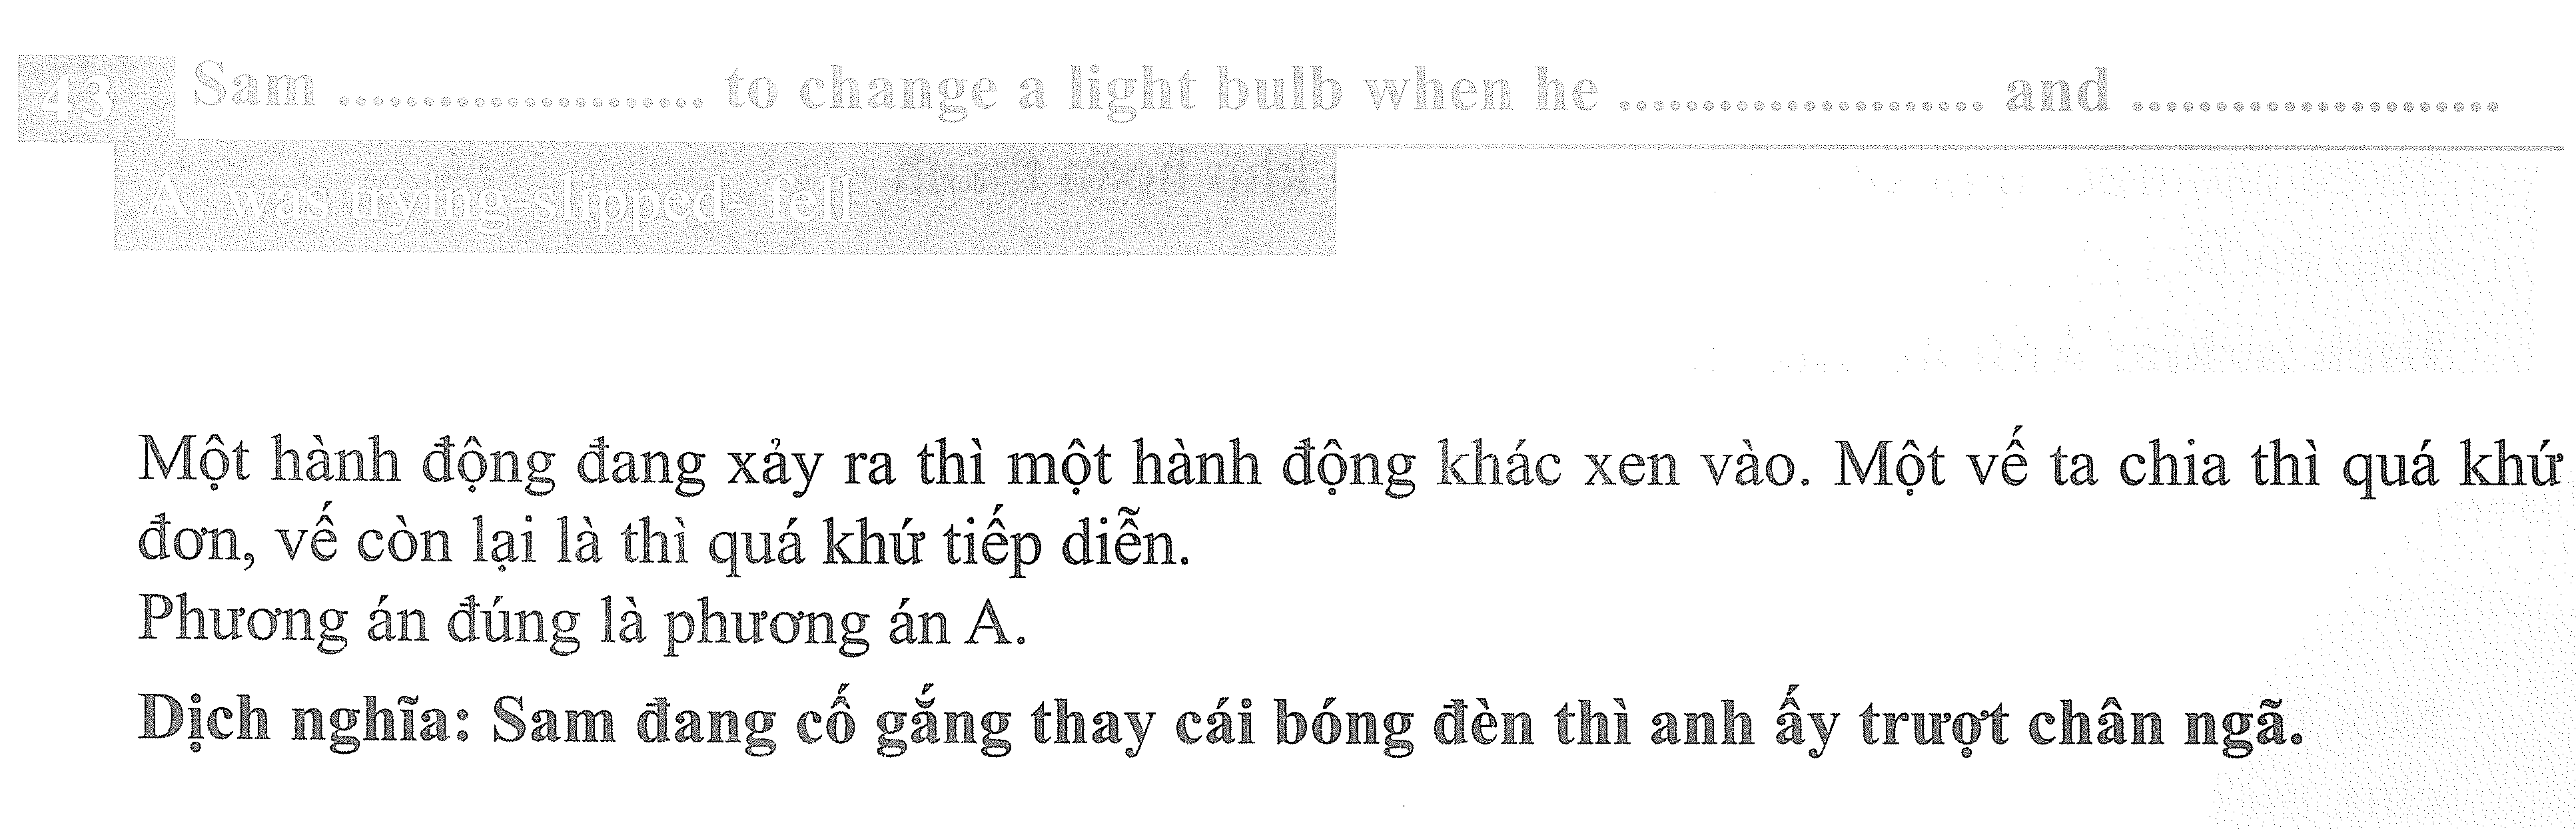 43 Sam ...................... to change a light bulb when he ...................... and ......................
A. was trying-slipped- fell
Một hành động đang xảy ra thì một hành động khác xen vào. Một vế ta chia thì quá khứ
đơn, vế còn lại là thì quá khứ tiếp diễn.
Phương án đúng là phương án A.
Dịch nghĩa: Sam đang cố gắng thay cái bóng đèn thì anh ấy trượt chân ngã.